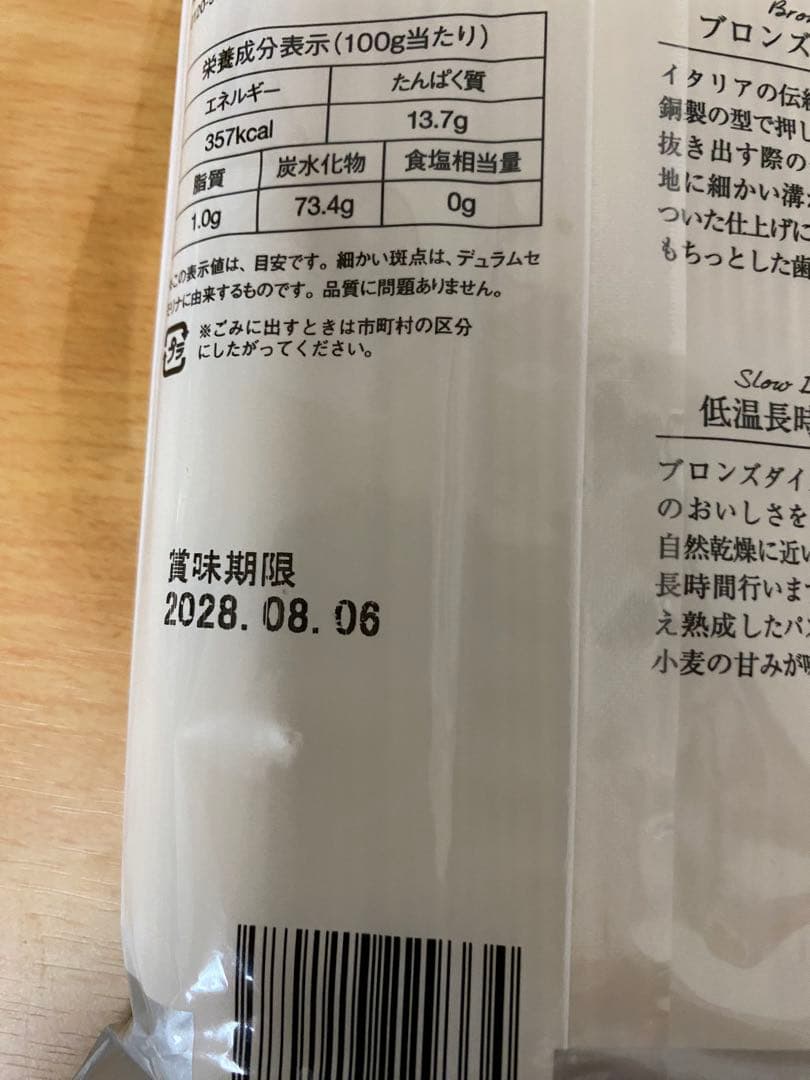 栄養成分表示(100g当たり)
エネルギー たんぱく質
357kcal 13.7g
脂質 炭水化物 食塩相当量
1.0g 73.4g 0g
この表示値は、目安です。細かい斑点は、デュラムセ
モリナに由来するものです。品質に問題ありません。
プラ
※ごみに出すときは市町村の区分
にしたがってください。
賞味期限
2028.08.06
ブロンズ
イタリアの伝統
銅製の型で押し
抜き出す際の
地に細かい溝
ついた仕上げに
もちっとした歯
Slow
低温長時
ブロンズダイ
のおいしさを
自然乾燥に近い
長時間行いま
え熟成したパス
小麦の甘みが